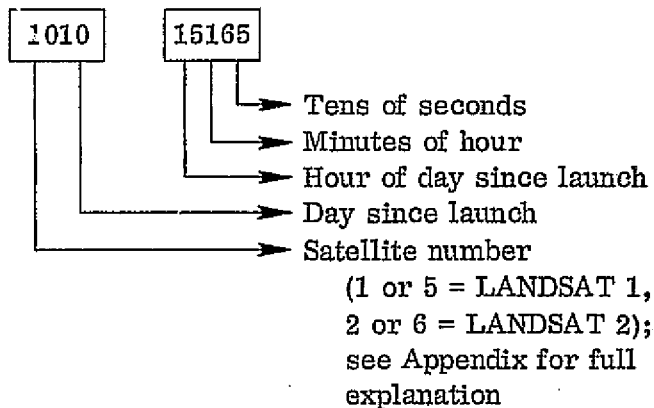 1010 15165
Tens of seconds
Minutes of hour
Hour of day since launch
Day since launch
Satellite number
(1 or 5 = LANDSAT 1,
2 or 6 = LANDSAT 2);
see Appendix for full
explanation